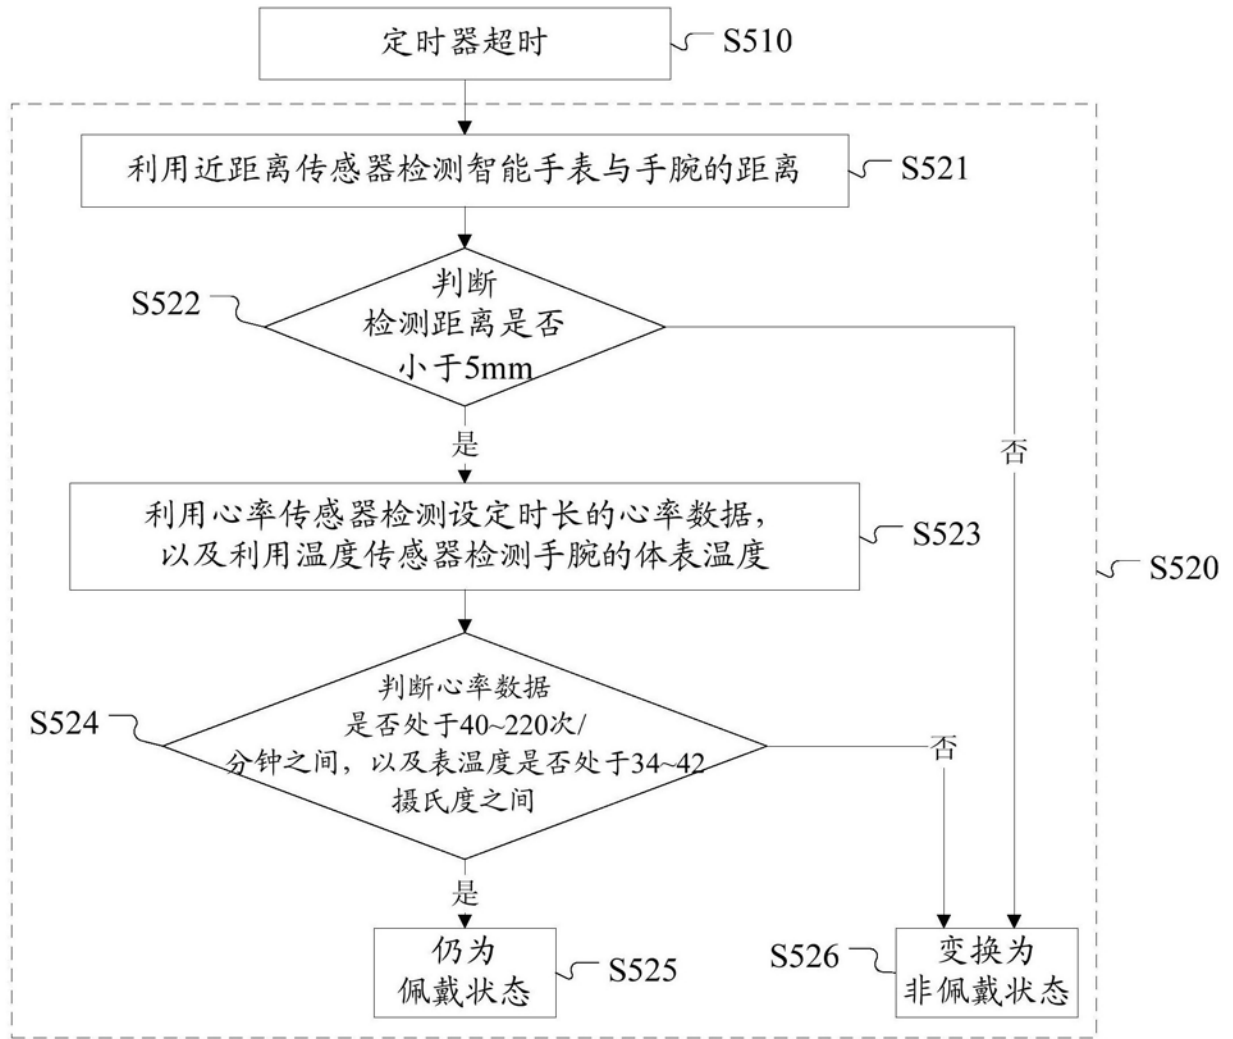 定时器超时
S510
利用近距离传感器检测智能手表与手腕的距离
S521
判断
检测距离是否
小于5mm
S522
是
否
利用心率传感器检测设定时长的心率数据，
以及利用温度传感器检测手腕的体表温度
S523
S520
判断心率数据
是否处于40~220次/
分钟之间，以及表温度是否处于34~42
摄氏度之间
S524
否
是
仍为
佩戴状态
S525
变换为
非佩戴状态
S526